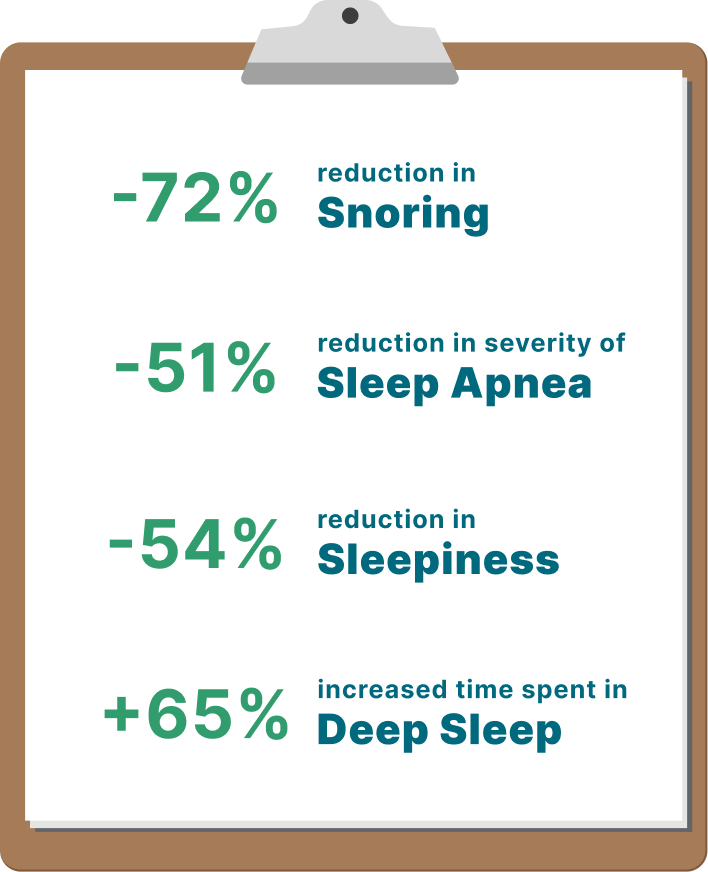 -72%
reduction in
Snoring
-51%
reduction in severity of
Sleep Apnea
-54%
reduction in
Sleepiness
+65%
increased time spent in
Deep Sleep